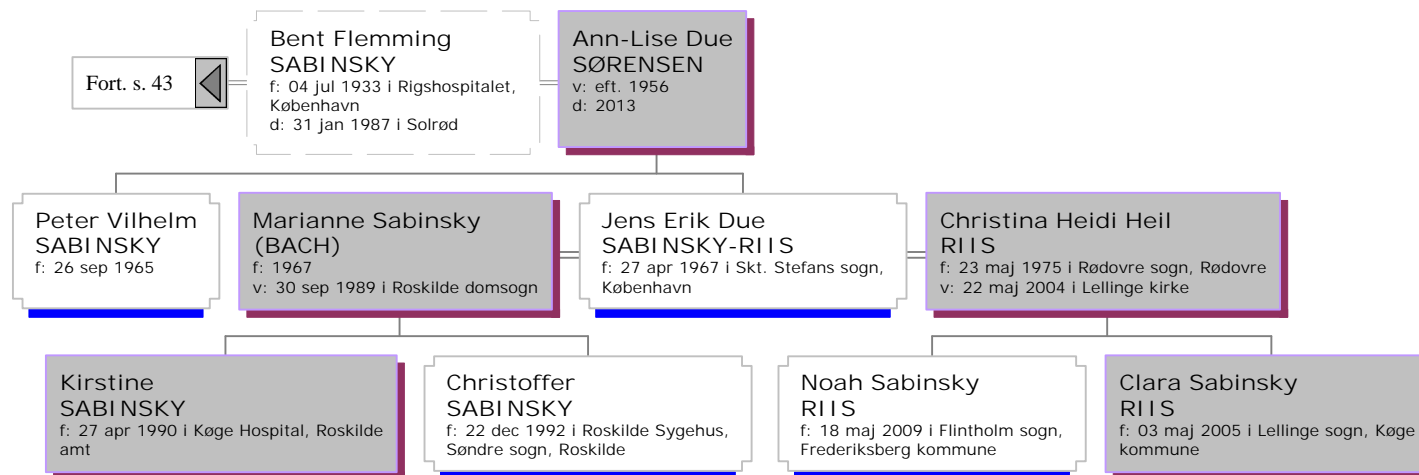 Fort. s. 43
Bent Flemming
SABINSKY
f: 04 jul 1933 i Rigshospitalet,
København
d: 31 jan 1987 i Solrød
Ann-Lise Due
SØRENSEN
v: eft. 1956
d: 2013
Peter Vilhelm
SABINSKY
f: 26 sep 1965
Marianne Sabinsky
(BACH)
f: 1967
v: 30 sep 1989 i Roskilde domsogn
Jens Erik Due
SABINSKY-RIIS
f: 27 apr 1967 i Skt. Stefans sogn,
København
Christina Heidi Heil
RIIS
f: 23 maj 1975 i Rødovre sogn, Rødovre
v: 22 maj 2004 i Lellinge kirke
Kirstine
SABINSKY
f: 27 apr 1990 i Køge Hospital, Roskilde
amt
Christoffer
SABINSKY
f: 22 dec 1992 i Roskilde Sygehus,
Søndre sogn, Roskilde
Noah Sabinsky
RIIS
f: 18 maj 2009 i Flintholm sogn,
Frederiksberg kommune
Clara Sabinsky
RIIS
f: 03 maj 2005 i Lellinge sogn, Køge
kommune